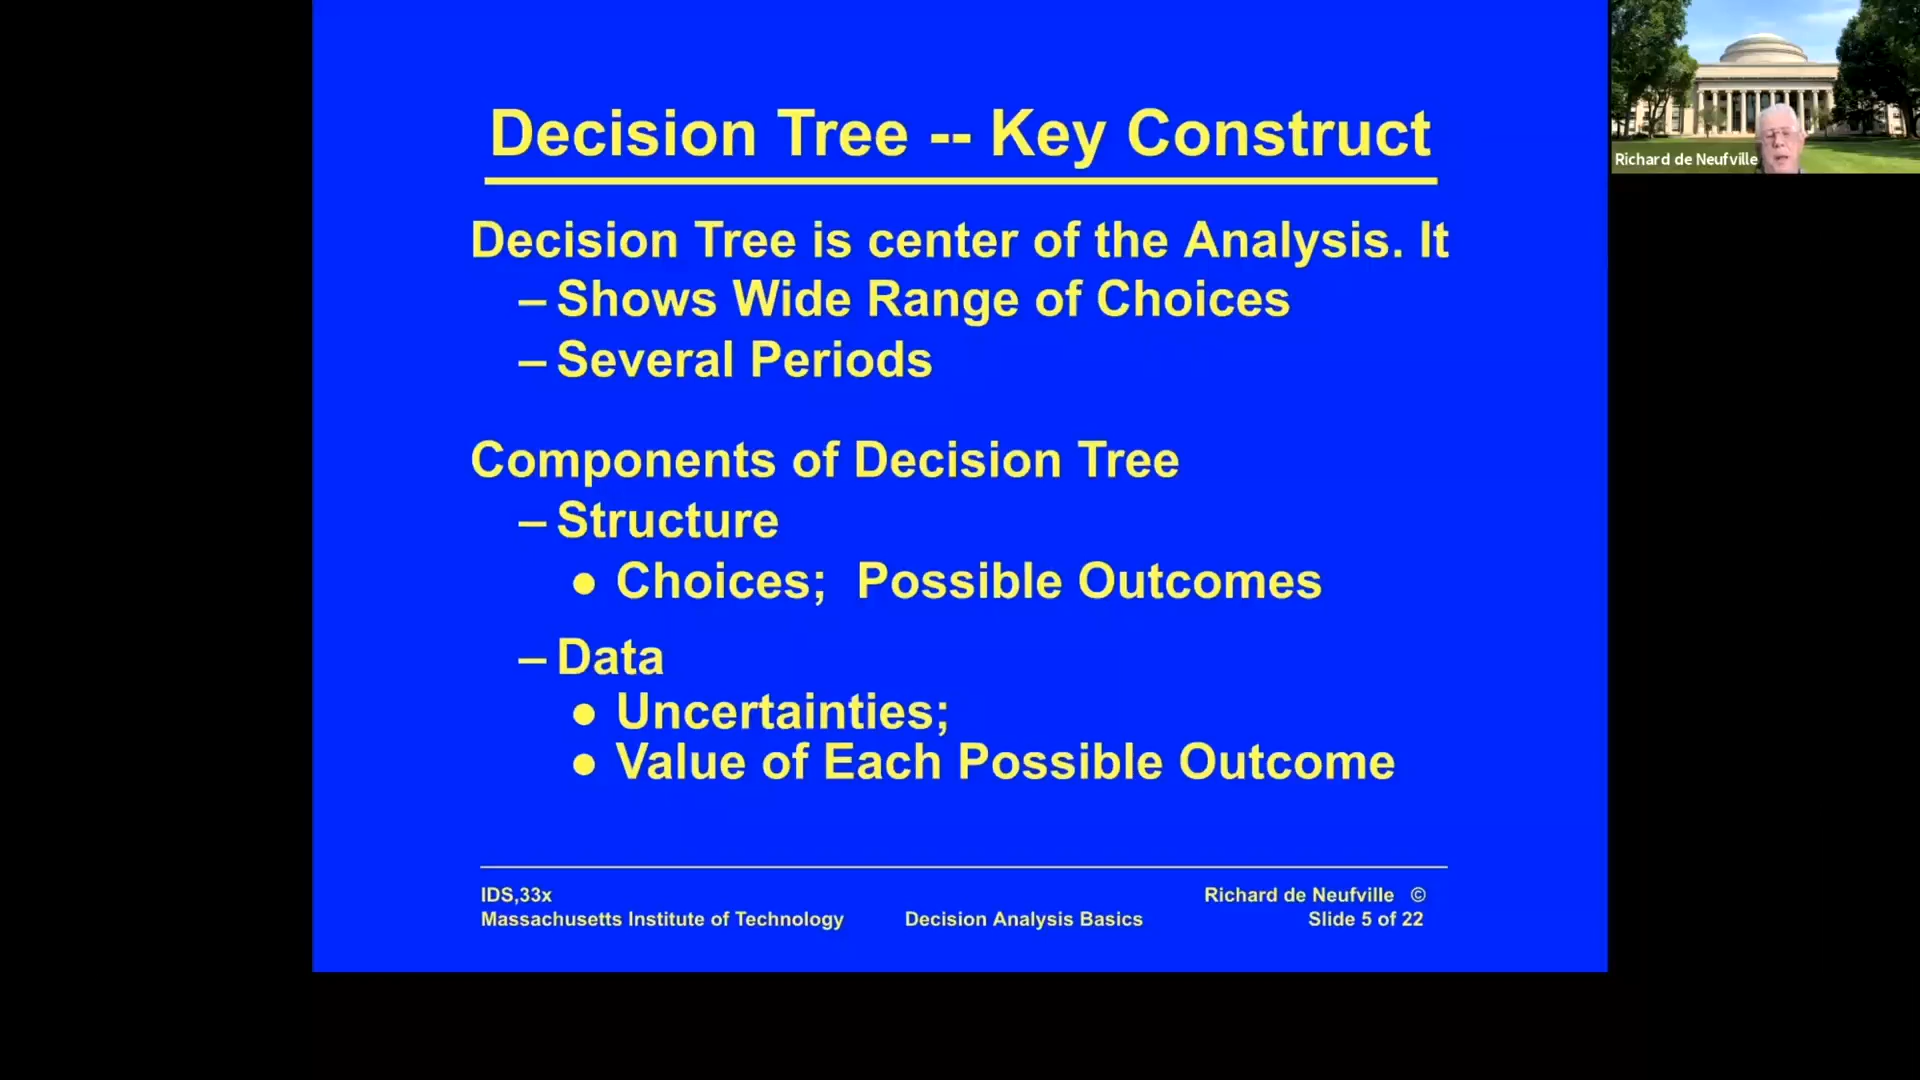 Decision Tree -- Key Construct
Decision Tree is center of the Analysis. It
– Shows Wide Range of Choices
– Several Periods
Components of Decision Tree
– Structure
● Choices;  Possible Outcomes
– Data
● Uncertainties;
● Value of Each Possible Outcome
IDS,33x
Massachusetts Institute of Technology
Decision Analysis Basics
Richard de Neufville ©
Slide 5 of 22
Richard de Neufville